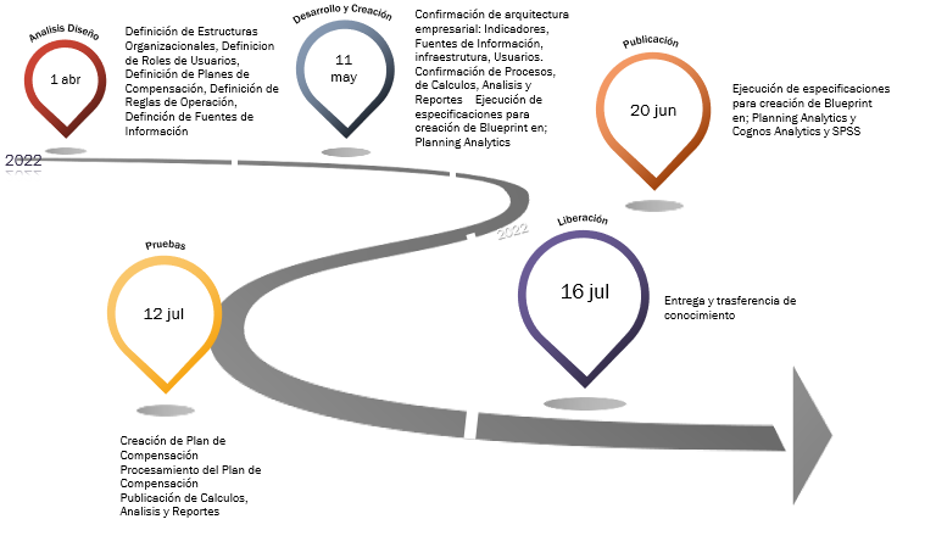 Analisis Diseño
1 abr
Definición de Estructuras
Organizacionales, Definicion
de Roles de Usuarios,
Definición de Planes de
Compensación, Definición de
Reglas de Operación,
Definción de Fuentes de
Información
Desarrollo y Creación
11
may
Confirmación de arquitectura
empresarial: Indicadores,
Fuentes de Información,
infraestrutura, Usuarios.
Confirmación de Procesos,
de Calculos, Analisis y
Reportes Ejecución de
especificaciones para
creación de Blueprint en;
Planning Analytics
Publicación
20 jun
Ejecución de especificaciones
para creación de Blueprint
en; Planning Analytics y
Cognos Analytics y SPSS
2022
2022
Pruebas
12 jul
Creación de Plan de
Compensación
Procesamiento del Plan de
Compensación
Publicación de Calculos,
Analisis y Reportes
Liberación
16 jul
Entrega y trasferencia de
conocimiento